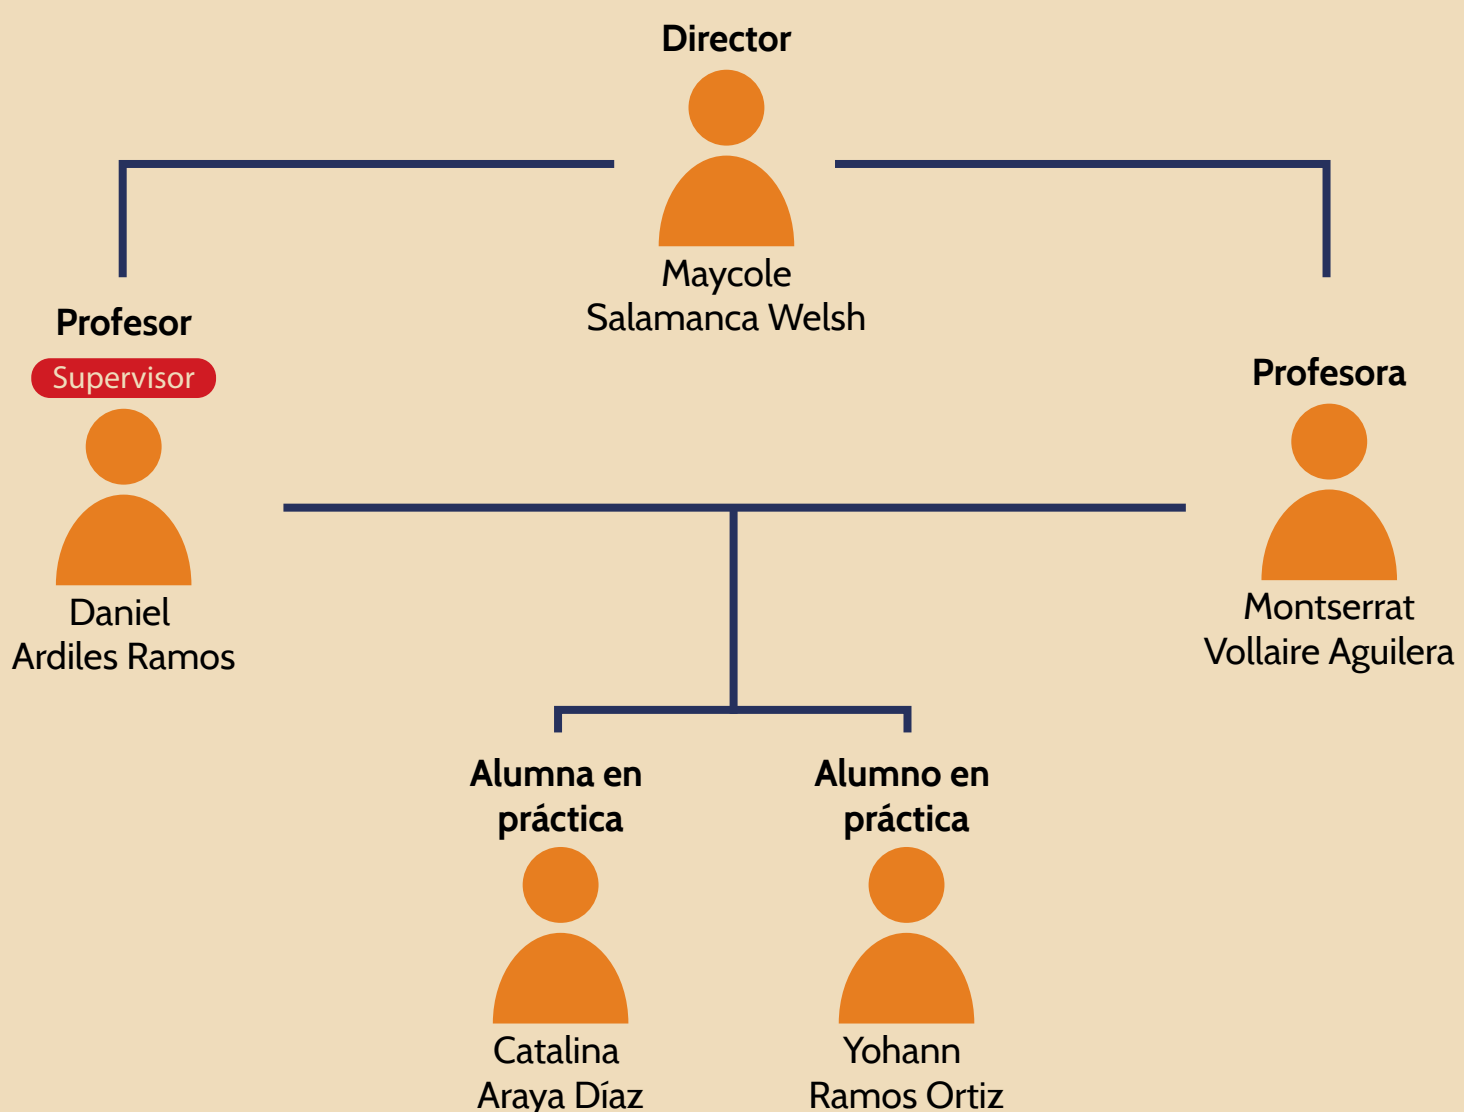 Director
Maycole
Salamanca Welsh
Profesor
Supervisor
Daniel
Ardiles Ramos
Profesora
Montserrat
Vollaire Aguilera
Alumna en
práctica
Catalina
Araya Díaz
Alumno en
práctica
Yohann
Ramos Ortiz